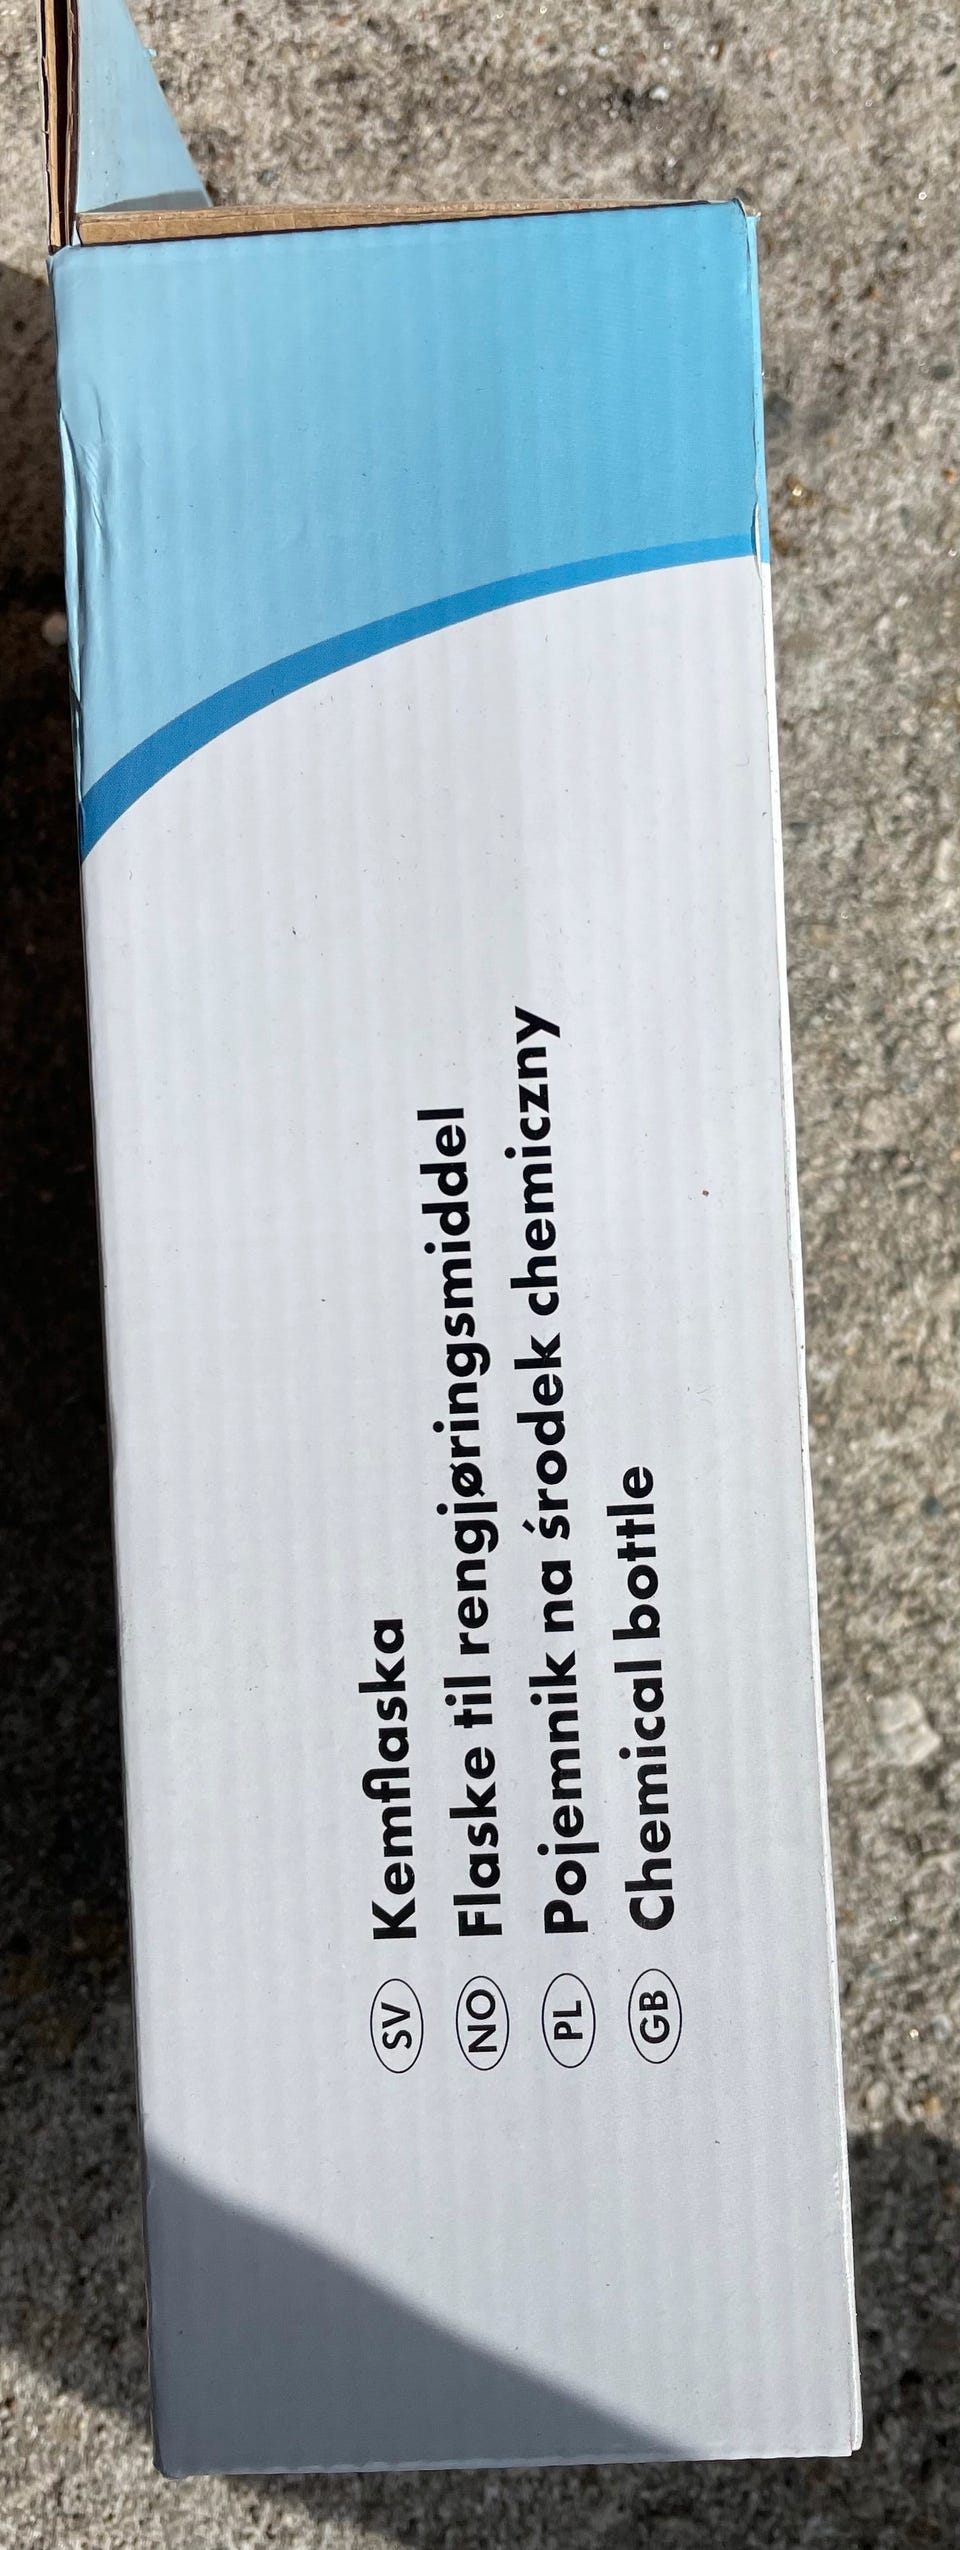 SV Kemflaska
NO Flaske til rengjøringsmiddel
PL Pojemnik na środek chemiczny
GB Chemical bottle